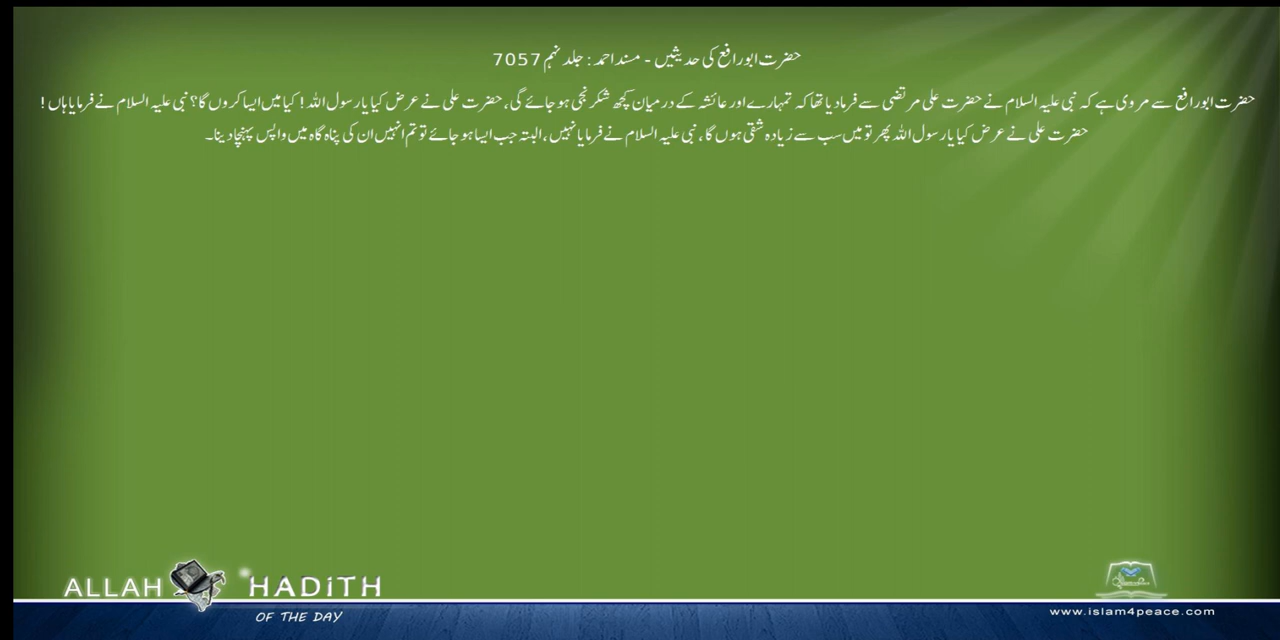 حضرت ابورافع کی حدیثیں - مسند احمد : جلد نہم 7057
حضرت ابورافع سے مروی ہے کہ نبی علیہ السلام نے حضرت علی مرتضی سے فرما دیا تھا کہ تمہارے اور عائشہ کے درمیان کچھ شکر نجی ہو جائے گی، حضرت علی نے عرض کیا یا رسول اللہ ! کیا میں ایسا کروں گا؟ نبی علیہ السلام نے فرمایا ہاں !
حضرت علی نے عرض کیا یا رسول اللہ پھر تو میں سب سے زیادہ شقی ہوں گا، نبی علیہ السلام نے فرمایا نہیں، البتہ جب ایسا ہو جائے تو تم انہیں ان کی پناہ گاہ میں واپس پہنچا دینا۔
ALLAH HADITH
OF THE DAY
www.islam4peace.com